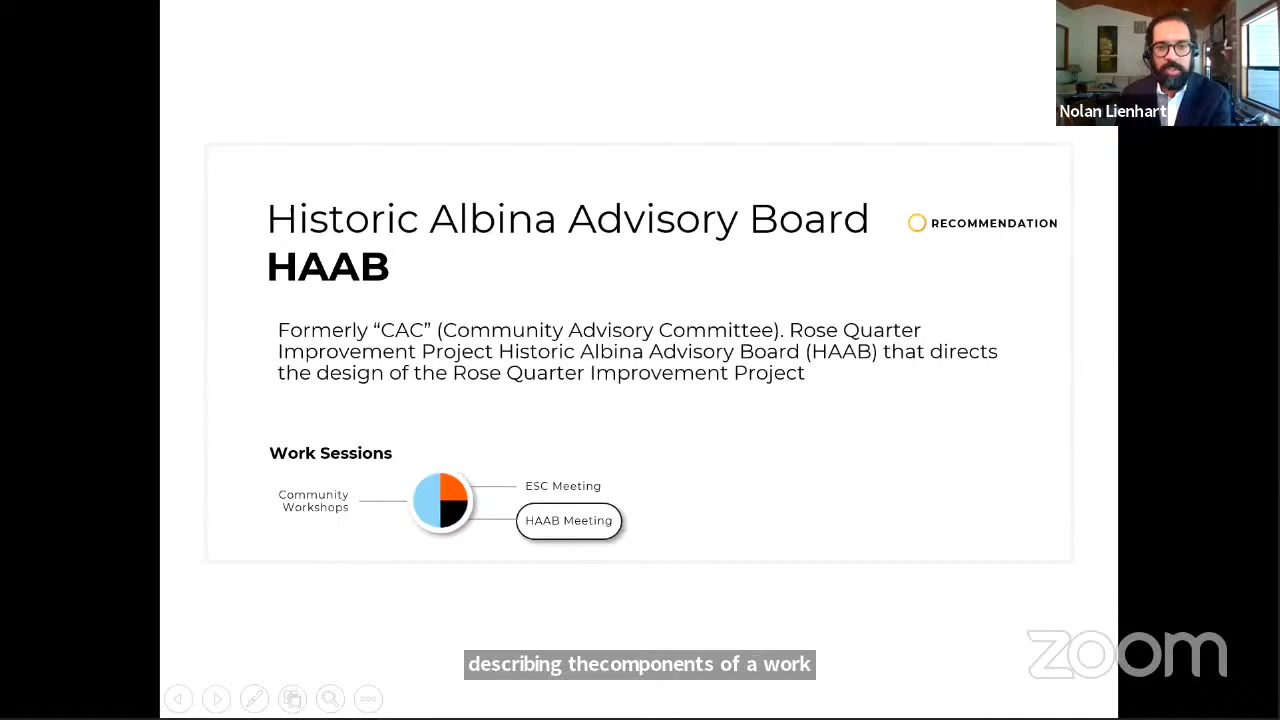 Nolan Lienhart
Historic Albina Advisory Board
HAAB
RECOMMENDATION
Formerly “CAC” (Community Advisory Committee). Rose Quarter
Improvement Project Historic Albina Advisory Board (HAAB) that directs
the design of the Rose Quarter Improvement Project
Work Sessions
Community
Workshops
ESC Meeting
HAAB Meeting
describing thecomponents of a work
zoom